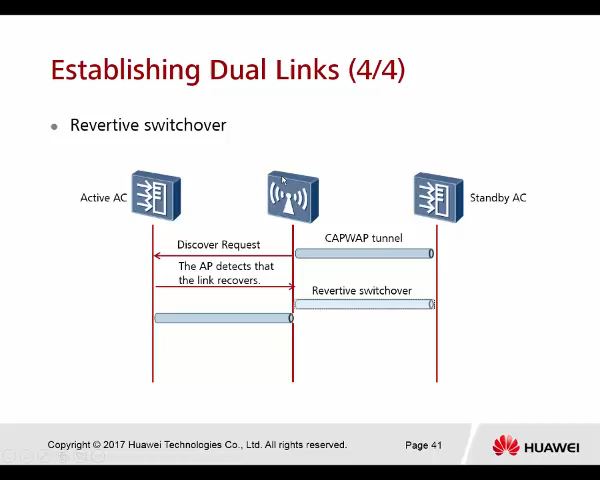 Establishing Dual Links (4/4)
● Revertive switchover
Active AC
Standby AC
CAPWAP tunnel
Discover Request
The AP detects that
the link recovers.
Revertive switchover
Copyright © 2017 Huawei Technologies Co., Ltd. All rights reserved.
Page 41
HUAWEI